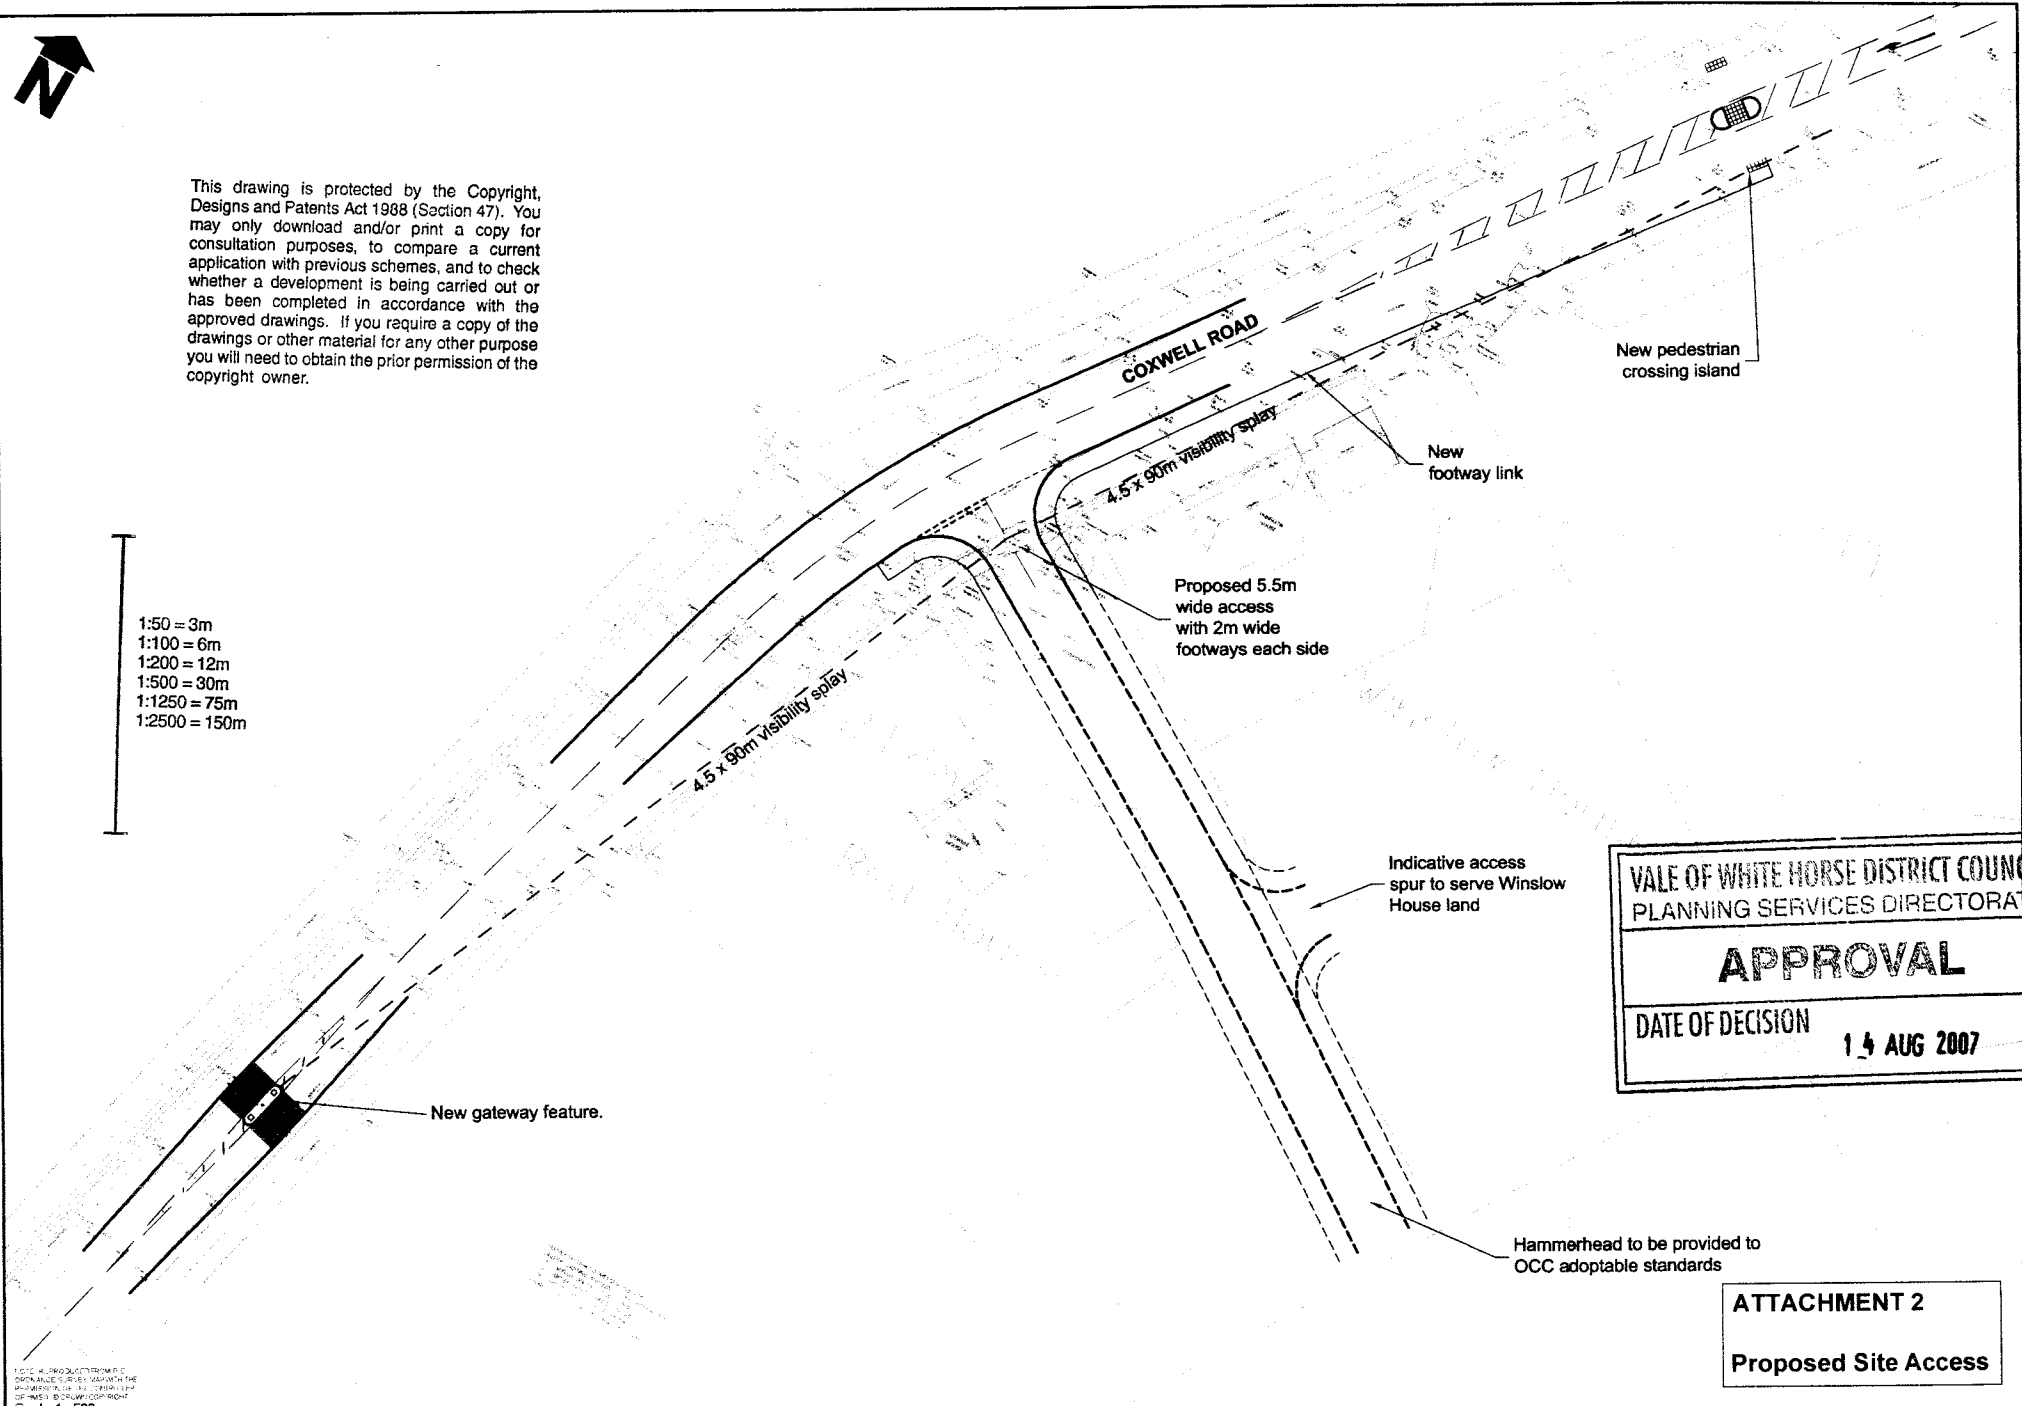 N
This drawing is protected by the Copyright,
Designs and Patents Act 1988 (Section 47). You
may only download and/or print a copy for
consultation purposes, to compare a current
application with previous schemes, and to check
whether a development is being carried out or
has been completed in accordance with the
approved drawings. If you require a copy of the
drawings or other material for any other purpose
you will need to obtain the prior permission of the
copyright owner.
COXWELL ROAD
New pedestrian
crossing island
4.5 x 90m visibility splay
New
footway link
Proposed 5.5m
wide access
with 2m wide
footways each side
1:50 = 3m
1:100 = 6m
1:200 = 12m
1:500 = 30m
1:1250 = 75m
1:2500 = 150m
4.5 x 90m visibility splay
Indicative access
spur to serve Winslow
House land
VALE OF WHITE HORSE DISTRICT COUNC
PLANNING SERVICES DIRECTORAT
APPROVAL
DATE OF DECISION
14 AUG 2007
New gateway feature.
Hammerhead to be provided to
OCC adoptable standards
ATTACHMENT 2
Proposed Site Access
ORDNANCE SURVEY MAP WITH THE